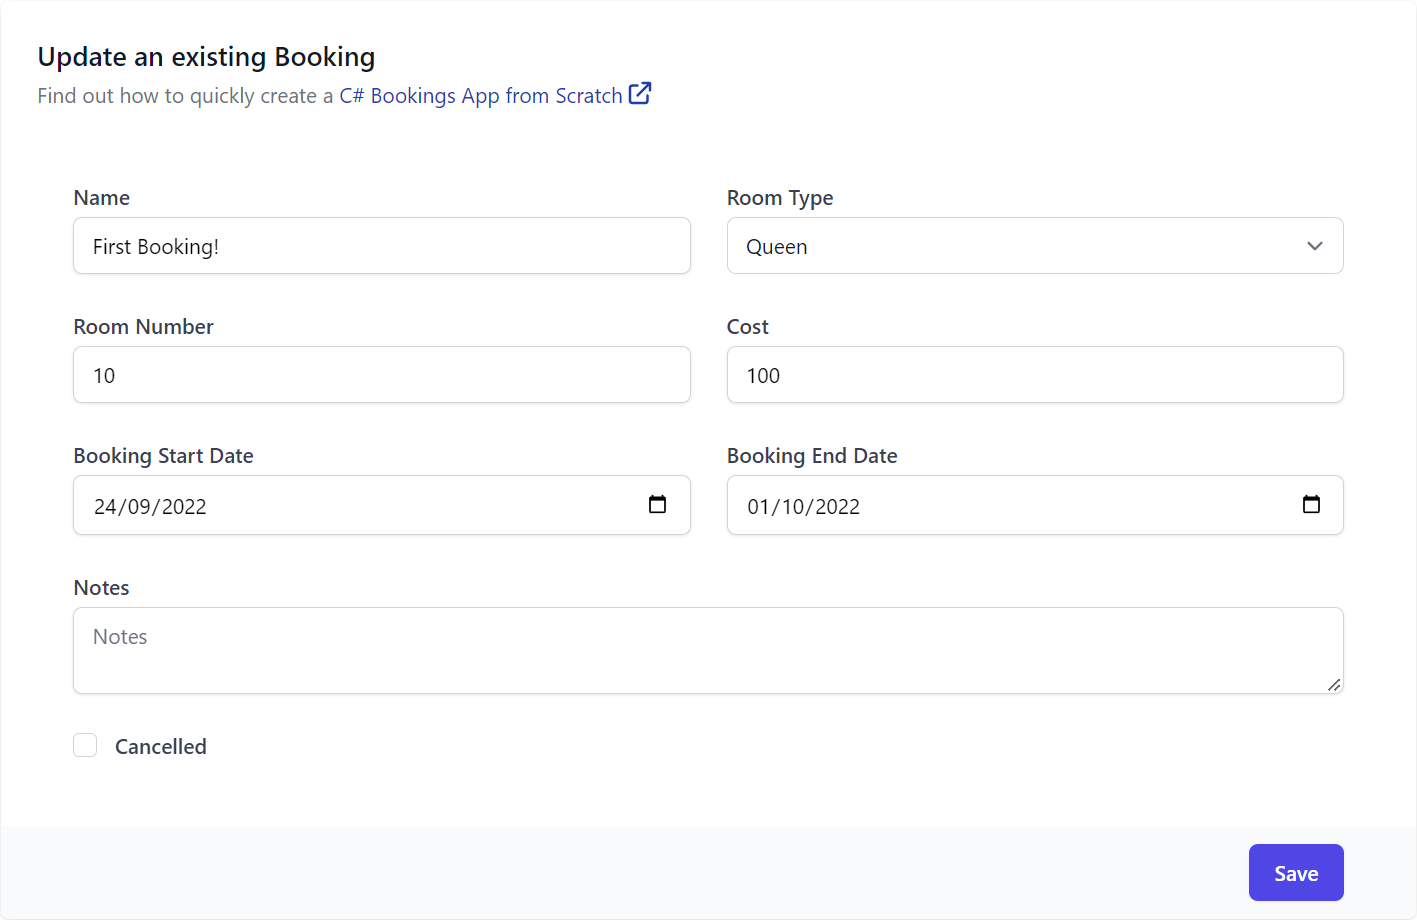 Update an existing Booking
Find out how to quickly create a C# Bookings App from Scratch
Name
Room Type
First Booking!
Queen
Room Number
Cost
10
100
Booking Start Date
Booking End Date
24/09/2022
01/10/2022
Notes
Notes
Cancelled
Save